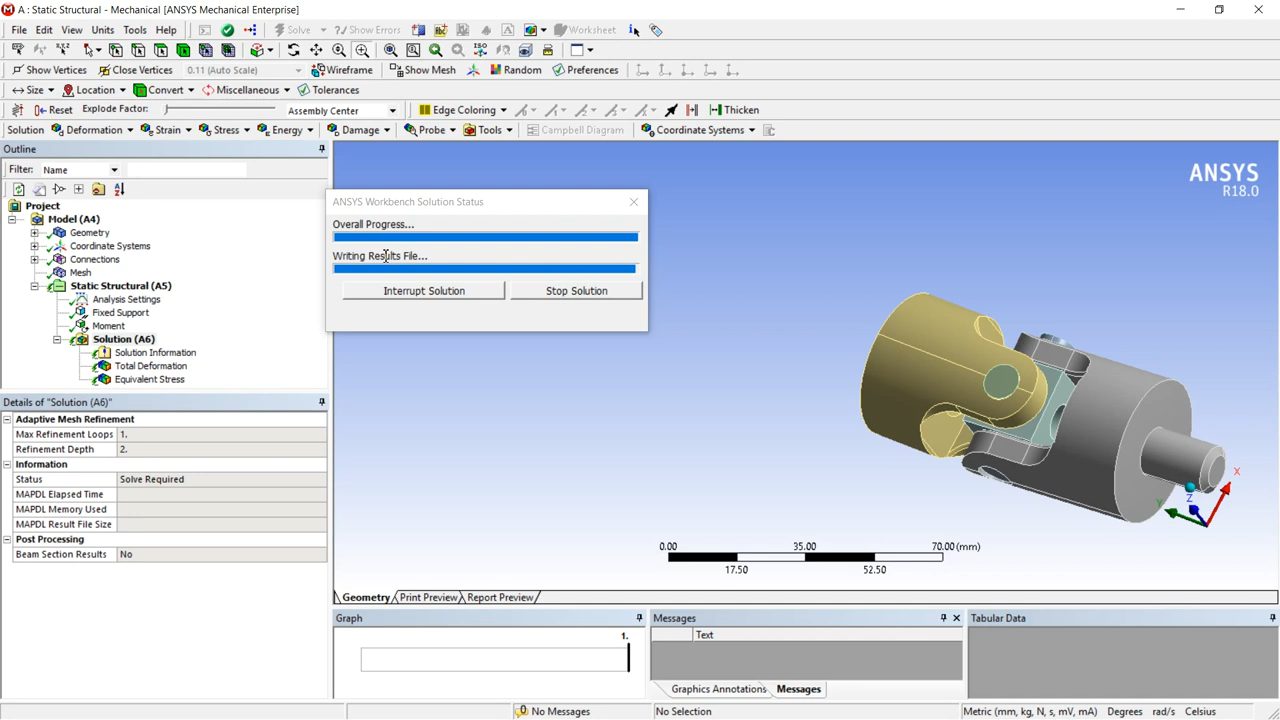 A : Static Structural - Mechanical [ANSYS Mechanical Enterprise]
File Edit View Units Tools Help Solve Show Errors Worksheet
Show Vertices Close Vertices 0.11 (Auto Scale) Wireframe Show Mesh Random Preferences
Size Location Convert Miscellaneous Tolerances
Reset Explode Factor: Assembly Center Edge Coloring Thicken
Solution Deformation Strain Stress Energy Damage Probe Tools Campbell Diagram Coordinate Systems
Outline
Filter: Name
Project
Model (A4)
Geometry
Coordinate Systems
Connections
Mesh
Static Structural (A5)
Analysis Settings
Fixed Support
Moment
Solution (A6)
Solution Information
Total Deformation
Equivalent Stress
Details of "Solution (A6)"
Adaptive Mesh Refinement
Max Refinement Loops 1.
Refinement Depth 2.
Information
Status Solve Required
MAPDL Elapsed Time
MAPDL Memory Used
MAPDL Result File Size
Post Processing
Beam Section Results No
ANSYS Workbench Solution Status
Overall Progress...
Writing Results File...
Interrupt Solution Stop Solution
ANSYS
R18.0
X
Y
Z
0.00 35.00 70.00 (mm)
17.50 52.50
Geometry Print Preview Report Preview
Graph
1.
Messages
Text
Graphics Annotations Messages
Tabular Data
0 No Messages No Selection Metric (mm, kg, N, s, mV, mA) Degrees rad/s Celsius